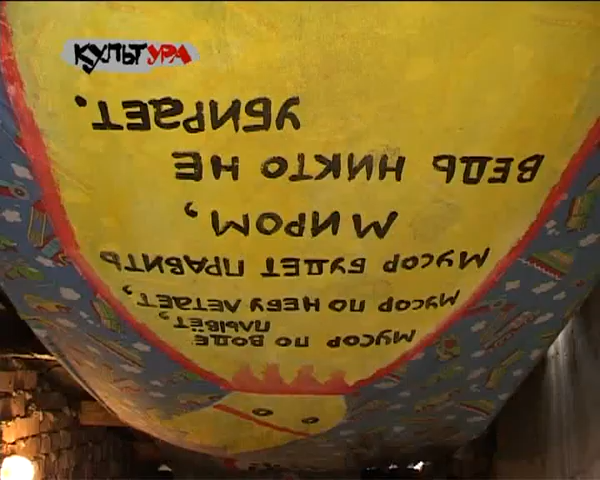 КУЛЬТУРА
МУСОР ПО ВОДЕ
ПЛЫВЁТ,
МУСОР ПО НЕБУ ЛЕТАЕТ,
МУСОР БУДЕТ ПРАВИТЬ
МИРОМ,
ВЕДЬ НИКТО НЕ
УБИРАЕТ.